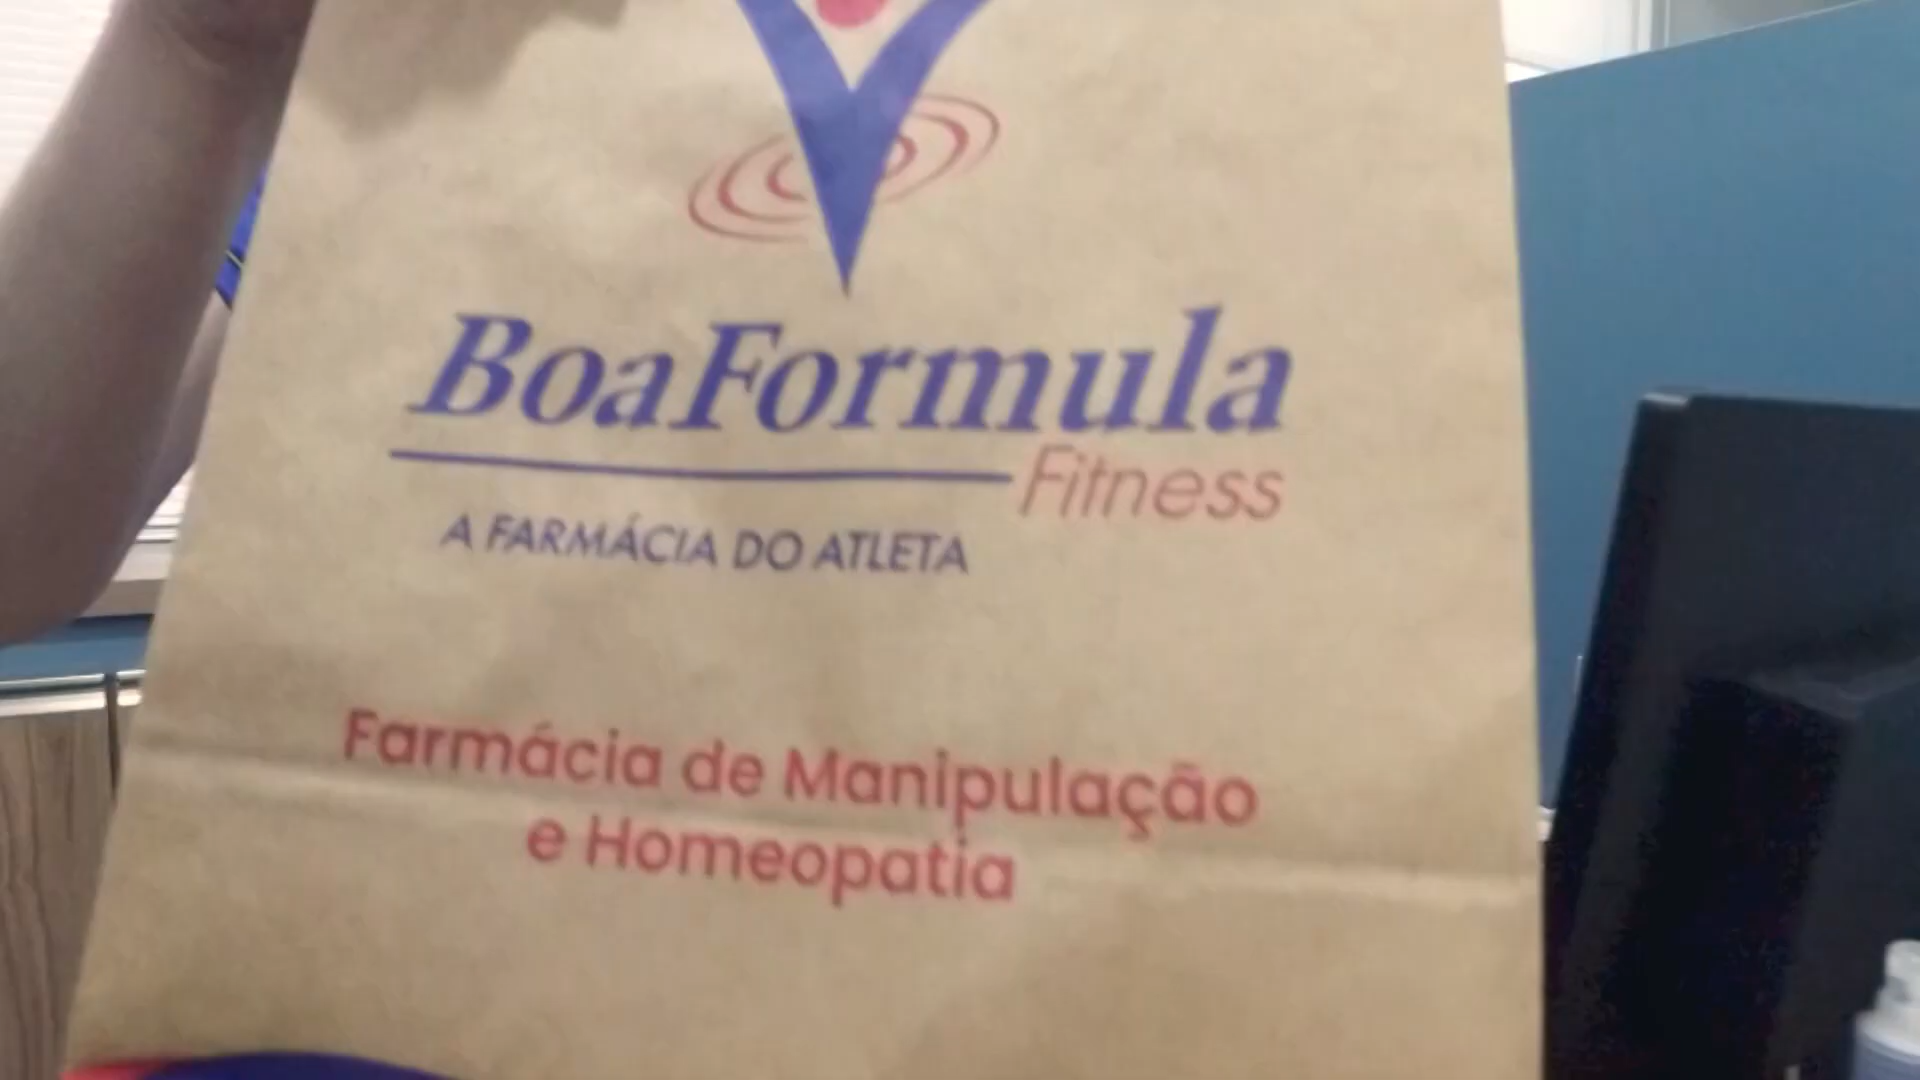 BoaFormula
Fitness
A FARMÁCIA DO ATLETA
Farmácia de Manipulação
e Homeopatia